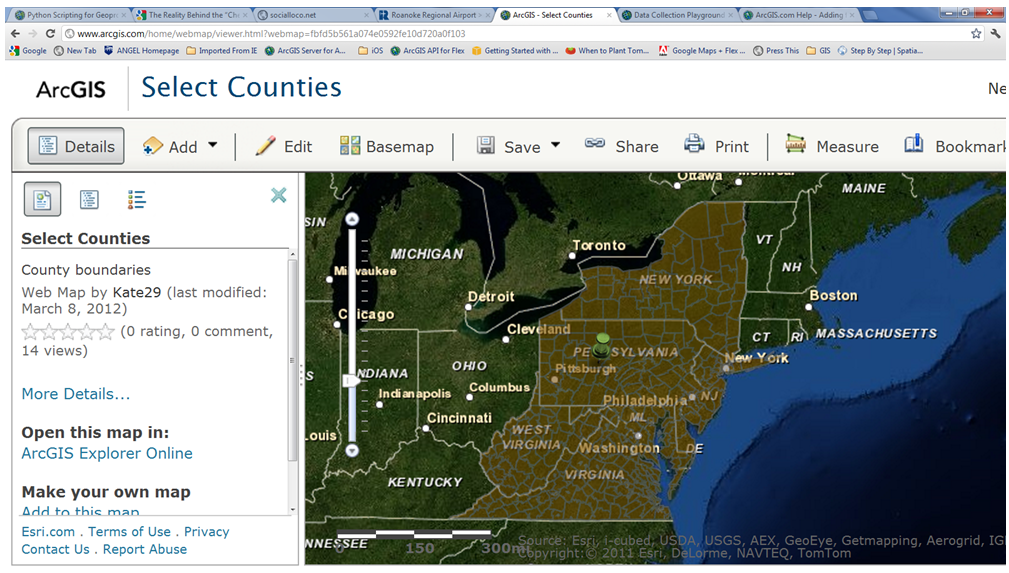 Python Scripting for Geopr
The Reality Behind the "Ch
socialloco.net
Roanoke Regional Airport
ArcGIS - Select Counties
Data Collection Playground
ArcGIS.com Help - Adding
www.arcgis.com/home/webmap/viewer.html?webmap=fbfd5b561a074e0592fe10d720a0f103
Google New Tab ANGEL Homepage Imported From IE ArcGIS Server for A... iOS ArcGIS API for Flex Getting Started with ... When to Plant Tom... Google Maps + Flex ... Press This GIS Step By Step | Spatia...
ArcGIS Select Counties Ne
Details Add Edit Basemap Save Share Print Measure Bookmar
Select Counties
County boundaries
Web Map by Kate29 (last modified:
March 8, 2012)
(0 rating, 0 comment,
14 views)
More Details...
Open this map in:
ArcGIS Explorer Online
Make your own map
Add to this map
Esri.com . Terms of Use . Privacy
Contact Us . Report Abuse
Ottawa
Montreal
MAINE
SIN
VT
Toronto
MICHIGAN
NH
Milwaukee
NEW YORK
Detroit
Boston
Chicago
Cleveland
CT RI MASSACHUSETTS
PE SYLVANIA
New York
OHIO
S
NDIANA
Pittsburgh
Columbus
Indianapolis
NJ
Philadelphia
Cincinnati
ML
WEST
VIRGINIA
Louis
Washington
DE
VIRGINIA
KENTUCKY
NNESSEE
0 150 300mi
Source: Esri, i-cubed, USDA, USGS, AEX, GeoEye, Getmapping, Aerogrid, IG
Copyright:© 2011 Esri, DeLorme, NAVTEQ, TomTom